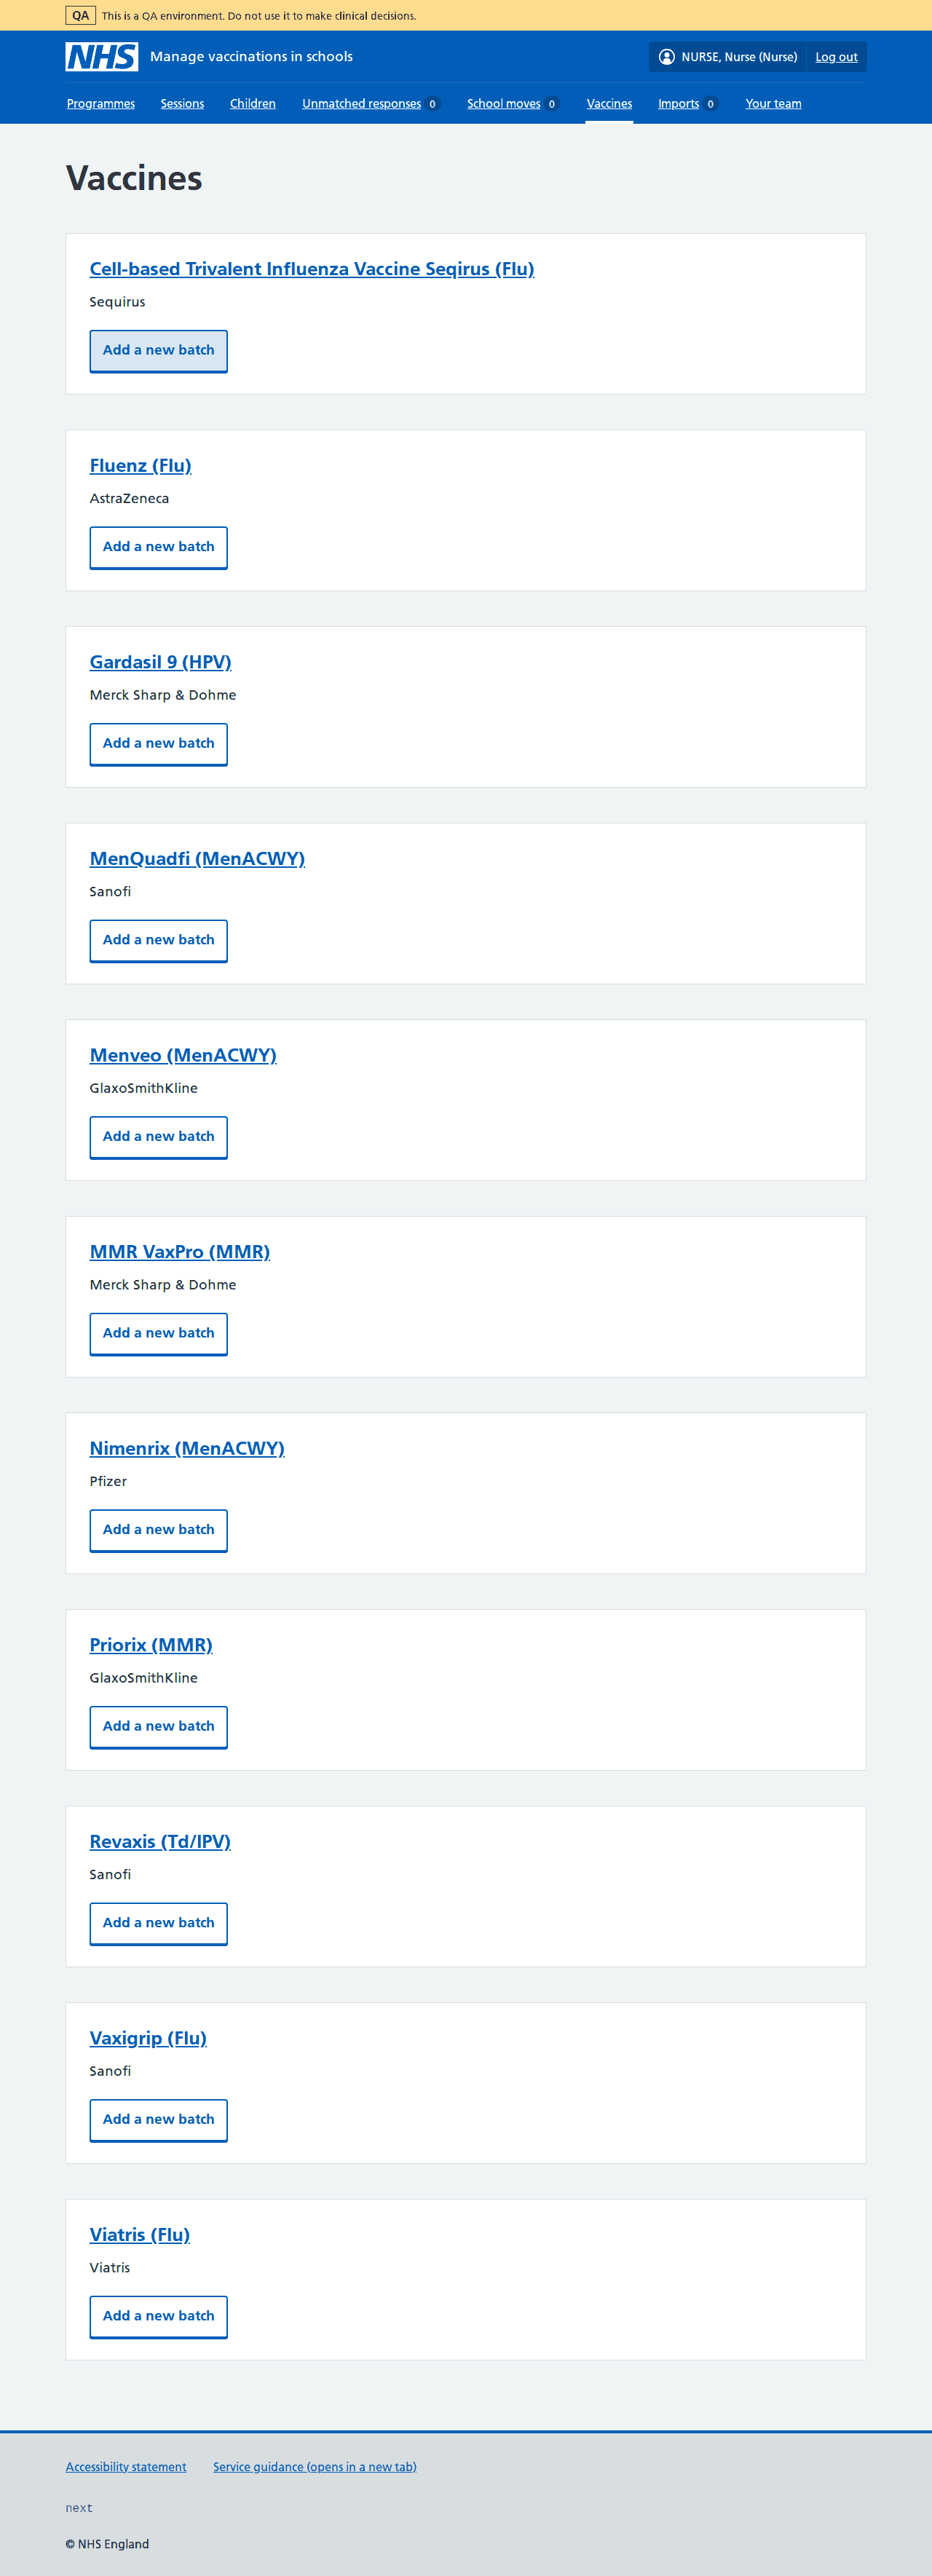 QA This is a QA environment. Do not use it to make clinical decisions.
NHS Manage vaccinations in schools NURSE, Nurse (Nurse) Log out
Programmes Sessions Children Unmatched responses 0 School moves 0 Vaccines Imports 0 Your team
Vaccines
Cell-based Trivalent Influenza Vaccine Seqirus (Flu)
Sequirus
Add a new batch
Fluenz (Flu)
AstraZeneca
Add a new batch
Gardasil 9 (HPV)
Merck Sharp & Dohme
Add a new batch
MenQuadfi (MenACWY)
Sanofi
Add a new batch
Menveo (MenACWY)
GlaxoSmithKline
Add a new batch
MMR VaxPro (MMR)
Merck Sharp & Dohme
Add a new batch
Nimenrix (MenACWY)
Pfizer
Add a new batch
Priorix (MMR)
GlaxoSmithKline
Add a new batch
Revaxis (Td/IPV)
Sanofi
Add a new batch
Vaxigrip (Flu)
Sanofi
Add a new batch
Viatris (Flu)
Viatris
Add a new batch
Accessibility statement Service guidance (opens in a new tab)
next
© NHS England